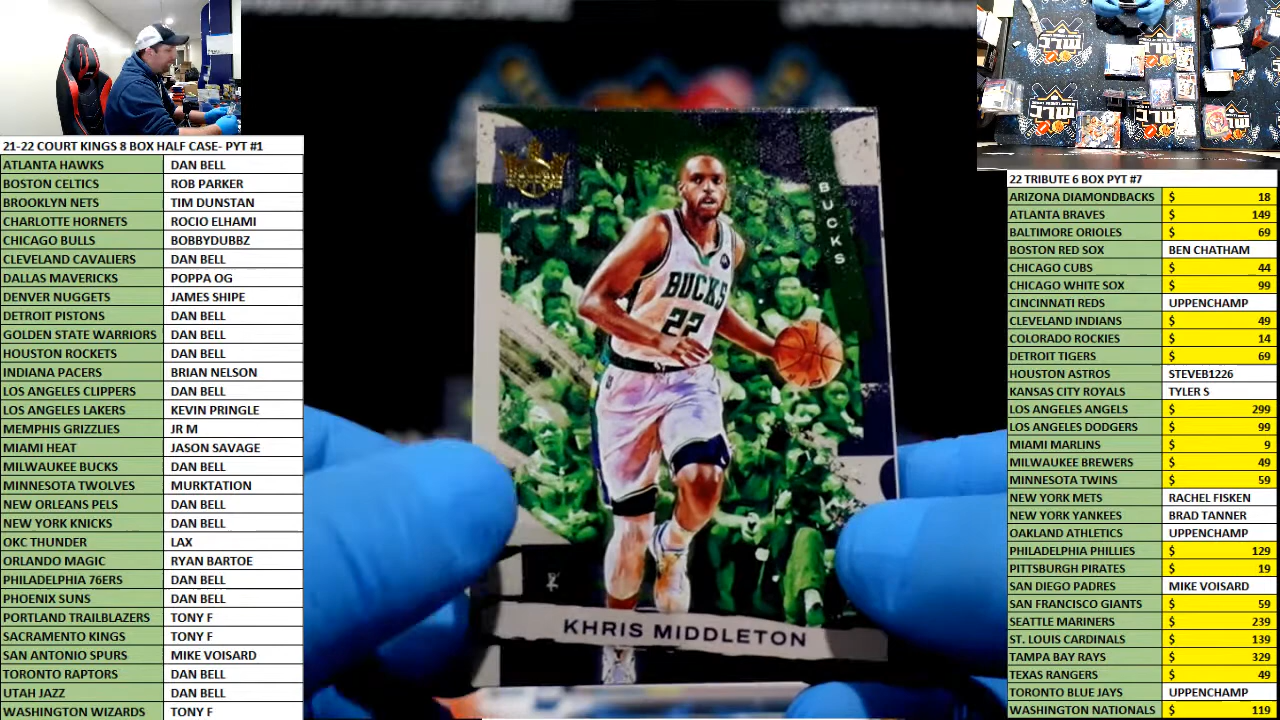 21-22 COURT KINGS 8 BOX HALF CASE- PYT #1
ATLANTA HAWKS DAN BELL
BOSTON CELTICS ROB PARKER
BROOKLYN NETS TIM DUNSTAN
CHARLOTTE HORNETS ROCIO ELHAMI
CHICAGO BULLS BOBBYDUBBZ
CLEVELAND CAVALIERS DAN BELL
DALLAS MAVERICKS POPPA OG
DENVER NUGGETS JAMES SHIPE
DETROIT PISTONS DAN BELL
GOLDEN STATE WARRIORS DAN BELL
HOUSTON ROCKETS DAN BELL
INDIANA PACERS BRIAN NELSON
LOS ANGELES CLIPPERS DAN BELL
LOS ANGELES LAKERS KEVIN PRINGLE
MEMPHIS GRIZZLIES JR M
MIAMI HEAT JASON SAVAGE
MILWAUKEE BUCKS DAN BELL
MINNESOTA TWOLVES MURKTATION
NEW ORLEANS PELS DAN BELL
NEW YORK KNICKS DAN BELL
OKC THUNDER LAX
ORLANDO MAGIC RYAN BARTOE
PHILADELPHIA 76ERS DAN BELL
PHOENIX SUNS DAN BELL
PORTLAND TRAILBLAZERS TONY F
SACRAMENTO KINGS TONY F
SAN ANTONIO SPURS MIKE VOISARD
TORONTO RAPTORS DAN BELL
UTAH JAZZ DAN BELL
WASHINGTON WIZARDS TONY F
BUCKS
BUCKS
22
KHRIS MIDDLETON
22 TRIBUTE 6 BOX PYT #7
ARIZONA DIAMONDBACKS $ 18
ATLANTA BRAVES $ 149
BALTIMORE ORIOLES $ 69
BOSTON RED SOX BEN CHATHAM
CHICAGO CUBS $ 44
CHICAGO WHITE SOX $ 99
CINCINNATI REDS UPPENCHAMP
CLEVELAND INDIANS $ 49
COLORADO ROCKIES $ 14
DETROIT TIGERS $ 69
HOUSTON ASTROS STEVEB1226
KANSAS CITY ROYALS TYLER S
LOS ANGELES ANGELS $ 299
LOS ANGELES DODGERS $ 99
MIAMI MARLINS $ 9
MILWAUKEE BREWERS $ 49
MINNESOTA TWINS $ 59
NEW YORK METS RACHEL FISKEN
NEW YORK YANKEES BRAD TANNER
OAKLAND ATHLETICS UPPENCHAMP
PHILADELPHIA PHILLIES $ 129
PITTSBURGH PIRATES $ 19
SAN DIEGO PADRES MIKE VOISARD
SAN FRANCISCO GIANTS $ 59
SEATTLE MARINERS $ 239
ST. LOUIS CARDINALS $ 139
TAMPA BAY RAYS $ 329
TEXAS RANGERS $ 49
TORONTO BLUE JAYS UPPENCHAMP
WASHINGTON NATIONALS $ 119